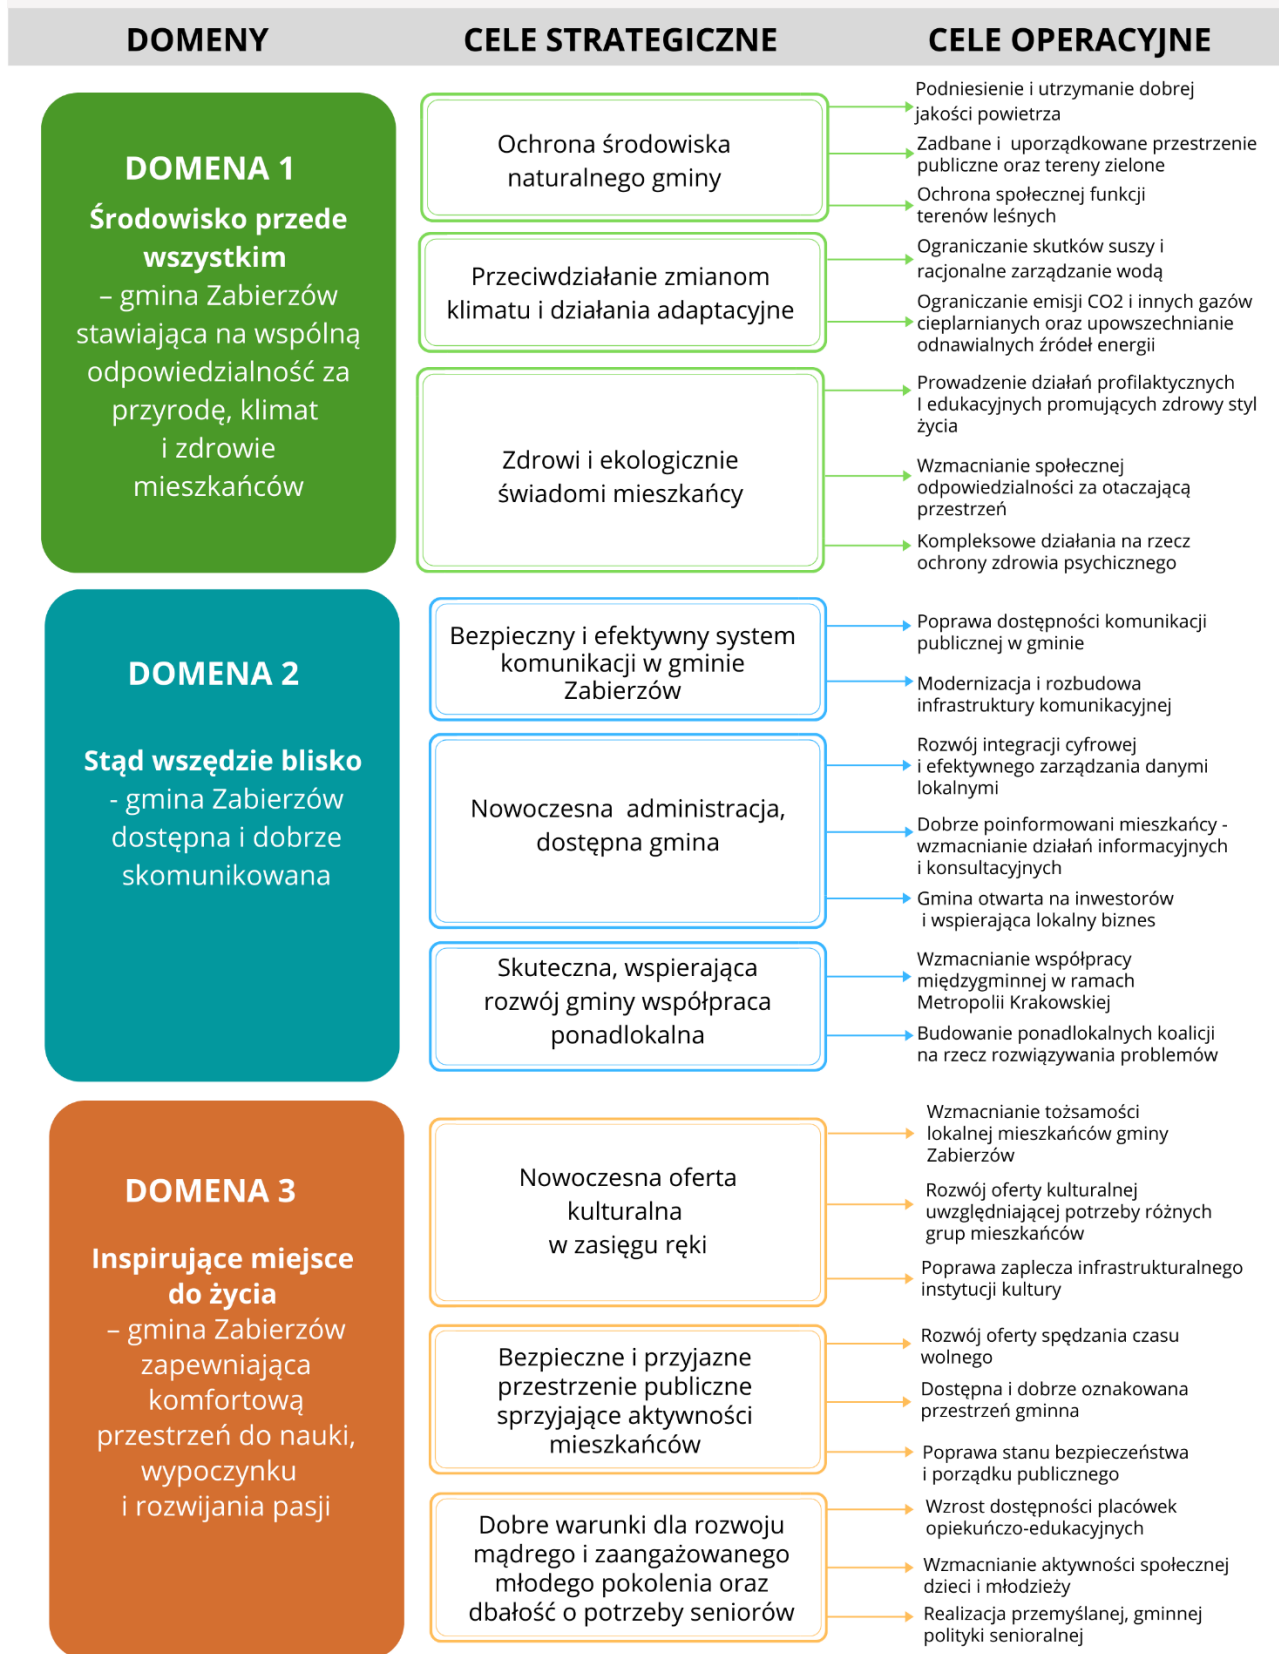 DOMENY
CELE STRATEGICZNE
CELE OPERACYJNE
DOMENA 1
Środowisko przede
wszystkim
– gmina Zabierzów
stawiająca na wspólną
odpowiedzialność za
przyrodę, klimat
i zdrowie
mieszkańców
Ochrona środowiska
naturalnego gminy
Podniesienie i utrzymanie dobrej
jakości powietrza
Zadbane i uporządkowane przestrzenie
publiczne oraz tereny zielone
Ochrona społecznej funkcji
terenów leśnych
Przeciwdziałanie zmianom
klimatu i działania adaptacyjne
Ograniczanie skutków suszy i
racjonalne zarządzanie wodą
Ograniczanie emisji CO2 i innych gazów
cieplarnianych oraz upowszechnianie
odnawialnych źródeł energii
Zdrowi i ekologicznie
świadomi mieszkańcy
Prowadzenie działań profilaktycznych
I edukacyjnych promujących zdrowy styl
życia
Wzmacnianie społecznej
odpowiedzialności za otaczającą
przestrzeń
Kompleksowe działania na rzecz
ochrony zdrowia psychicznego
DOMENA 2
Stąd wszędzie blisko
- gmina Zabierzów
dostępna i dobrze
skomunikowana
Bezpieczny i efektywny system
komunikacji w gminie
Zabierzów
Poprawa dostępności komunikacji
publicznej w gminie
Modernizacja i rozbudowa
infrastruktury komunikacyjnej
Nowoczesna administracja,
dostępna gmina
Rozwój integracji cyfrowej
i efektywnego zarządzania danymi
lokalnymi
Dobrze poinformowani mieszkańcy -
wzmacnianie działań informacyjnych
i konsultacyjnych
Gmina otwarta na inwestorów
i wspierająca lokalny biznes
Skuteczna, wspierająca
rozwój gminy współpraca
ponadlokalna
Wzmacnianie współpracy
międzygminnej w ramach
Metropolii Krakowskiej
Budowanie ponadlokalnych koalicji
na rzecz rozwiązywania problemów
DOMENA 3
Inspirujące miejsce
do życia
– gmina Zabierzów
zapewniająca
komfortową
przestrzeń do nauki,
wypoczynku
i rozwijania pasji
Nowoczesna oferta
kulturalna
w zasięgu ręki
Wzmacnianie tożsamości
lokalnej mieszkańców gminy
Zabierzów
Rozwój oferty kulturalnej
uwzględniającej potrzeby różnych
grup mieszkańców
Poprawa zaplecza infrastrukturalnego
instytucji kultury
Bezpieczne i przyjazne
przestrzenie publiczne
sprzyjające aktywności
mieszkańców
Rozwój oferty spędzania czasu
wolnego
Dostępna i dobrze oznakowana
przestrzeń gminna
Poprawa stanu bezpieczeństwa
i porządku publicznego
Dobre warunki dla rozwoju
mądrego i zaangażowanego
młodego pokolenia oraz
dbałość o potrzeby seniorów
Wzrost dostępności placówek
opiekuńczo-edukacyjnych
Wzmacnianie aktywności społecznej
dzieci i młodzieży
Realizacja przemyślanej, gminnej
polityki senioralnej